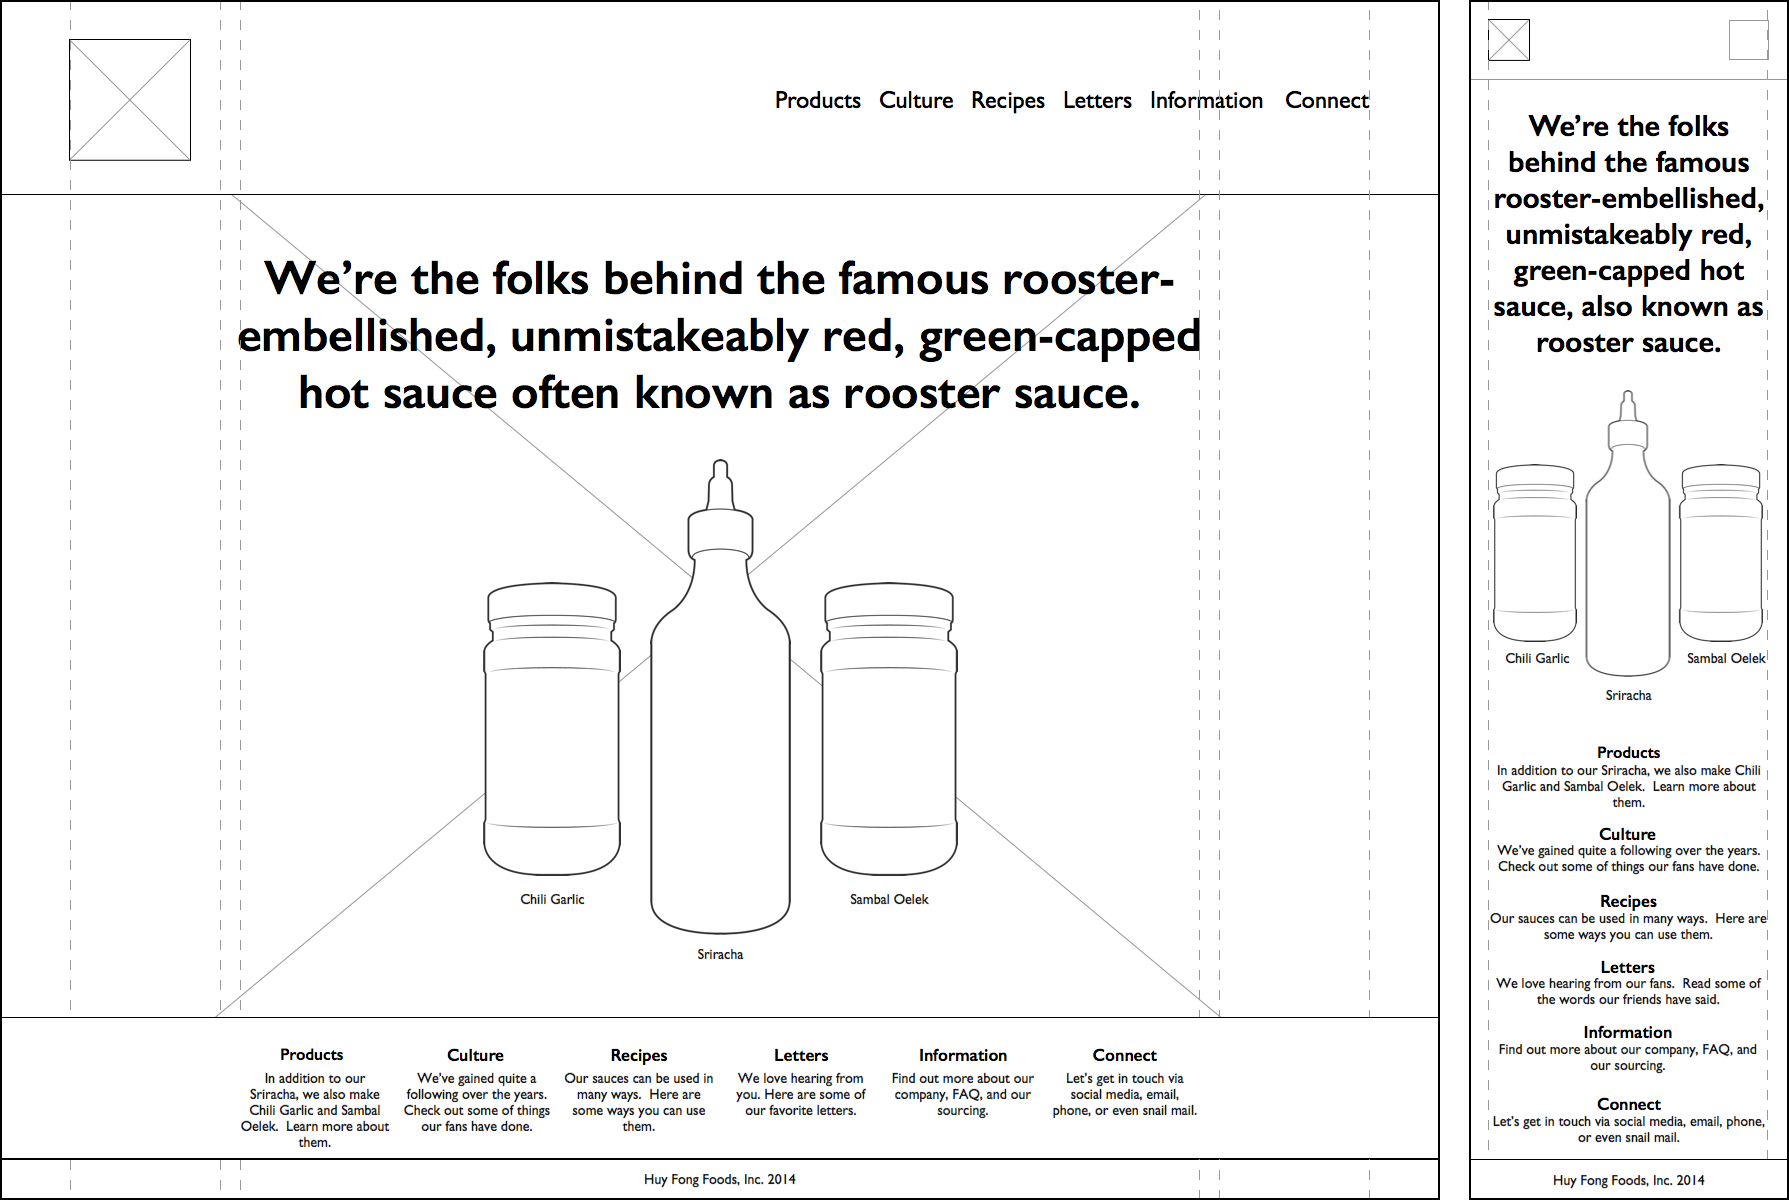 Products Culture Recipes Letters Information Connect
We're the folks behind the famous rooster-
embellished, unmistakeably red, green-capped
hot sauce often known as rooster sauce.
Chili Garlic
Sambal Oelek
Sriracha
Products
In addition to our
Sriracha, we also make
Chili Garlic and Sambal
Oelek. Learn more about
them.
Culture
We've gained quite a
following over the years.
Check out some of things
our fans have done.
Recipes
Our sauces can be used in
many ways. Here are
some ways you can use
them.
Letters
We love hearing from
you. Here are some of
our favorite letters.
Information
Find out more about our
company, FAQ, and our
sourcing.
Connect
Let's get in touch via
social media, email,
phone, or even snail mail.
Huy Fong Foods, Inc. 2014
We're the folks
behind the famous
rooster-embellished,
unmistakeably red,
green-capped hot
sauce, also known as
rooster sauce.
Chili Garlic
Sambal Oelek
Sriracha
Products
In addition to our Sriracha, we also make Chili
Garlic and Sambal Oelek. Learn more about
them.
Culture
We've gained quite a following over the years.
Check out some of things our fans have done.
Recipes
Our sauces can be used in many ways. Here are
some ways you can use them.
Letters
We love hearing from our fans. Read some of
the words our friends have said.
Information
Find out more about our company, FAQ, and
our sourcing.
Connect
Let's get in touch via social media, email, phone,
or even snail mail.
Huy Fong Foods, Inc. 2014